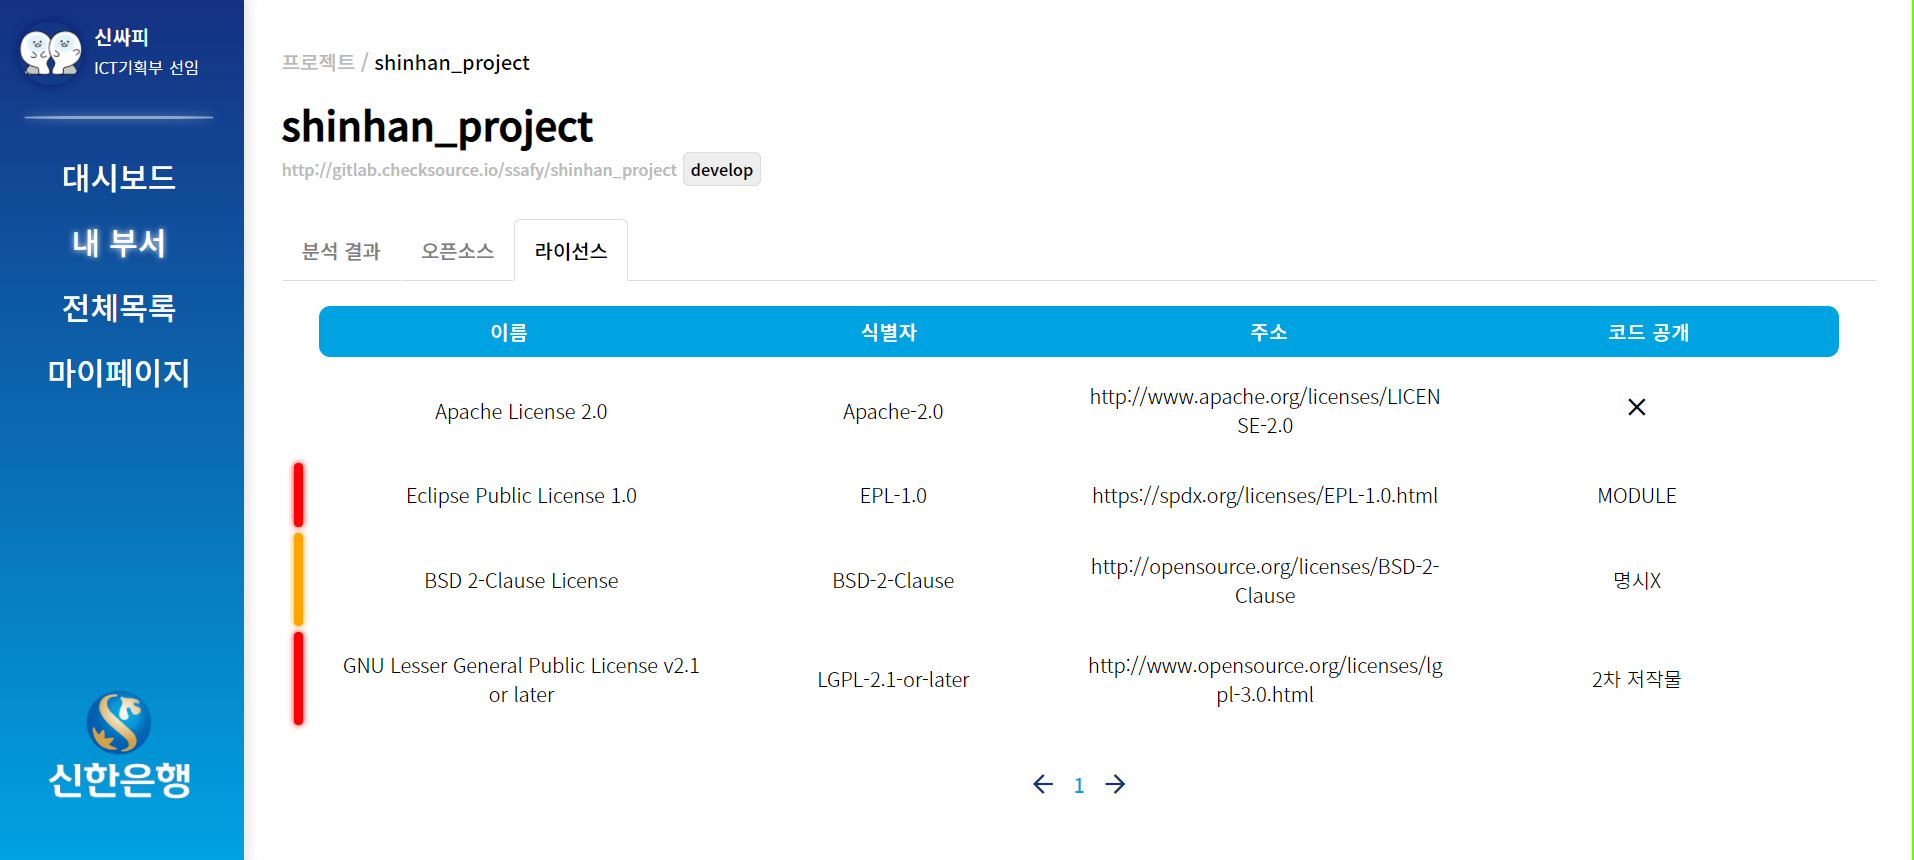 신싸피
ICT기획부 선임
대시보드
내 부서
전체목록
마이페이지
신한은행
프로젝트 / shinhan_project
shinhan_project
http://gitlab.checksource.io/ssafy/shinhan_project develop
분석 결과 오픈소스 라이선스
이름 식별자 주소 코드 공개
Apache License 2.0 Apache-2.0 http://www.apache.org/licenses/LICEN
SE-2.0
Eclipse Public License 1.0 EPL-1.0 https://spdx.org/licenses/EPL-1.0.html MODULE
BSD 2-Clause License BSD-2-Clause http://opensource.org/licenses/BSD-2-
Clause 명시X
GNU Lesser General Public License v2.1
or later LGPL-2.1-or-later http://www.opensource.org/licenses/lg
pl-3.0.html 2차 저작물
1